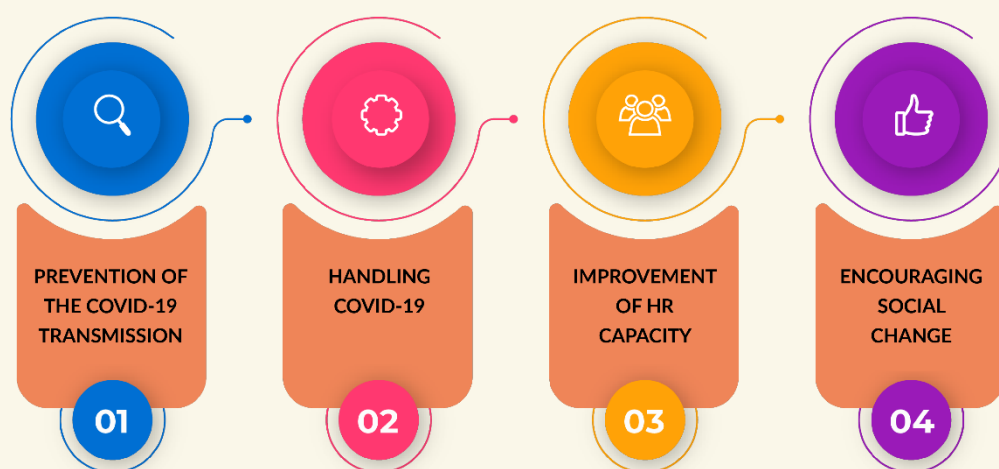 PREVENTION OF
THE COVID-19
TRANSMISSION
01
HANDLING
COVID-19
02
IMPROVEMENT
OF HR
CAPACITY
03
ENCOURAGING
SOCIAL
CHANGE
04